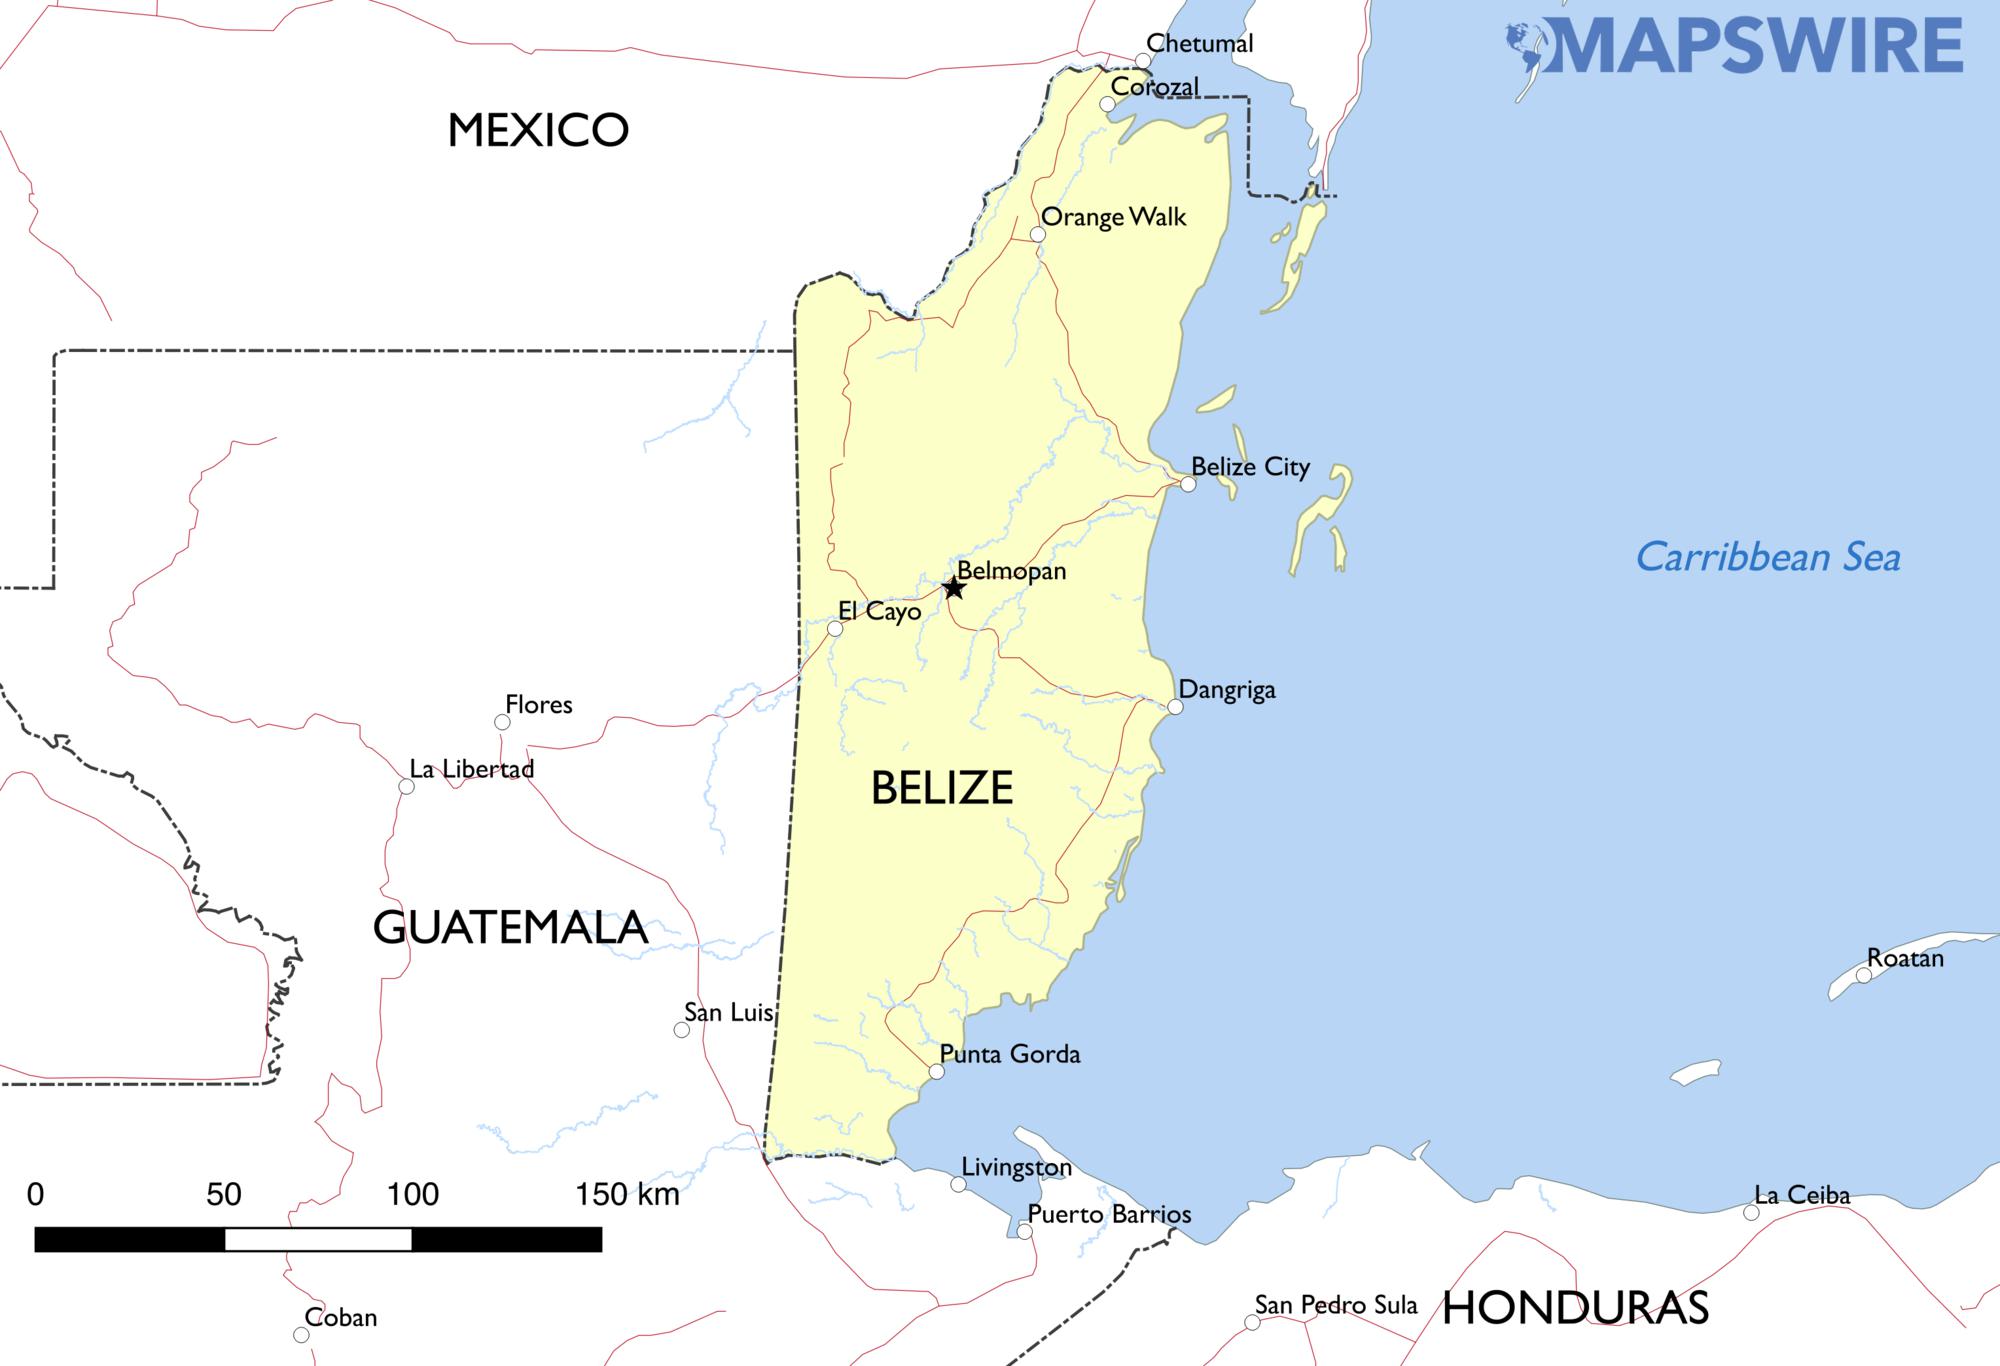 MAPSWIRE
Chetumal
Corozal
MEXICO
Orange Walk
Belize City
Carribbean Sea
Belmopan
El Cayo
Dangriga
Flores
La Libertad
BELIZE
GUATEMALA
Roatan
San Luis
Punta Gorda
Livingston
0 50 100 150 km
La Ceiba
Puerto Barrios
San Pedro Sula
HONDURAS
Coban